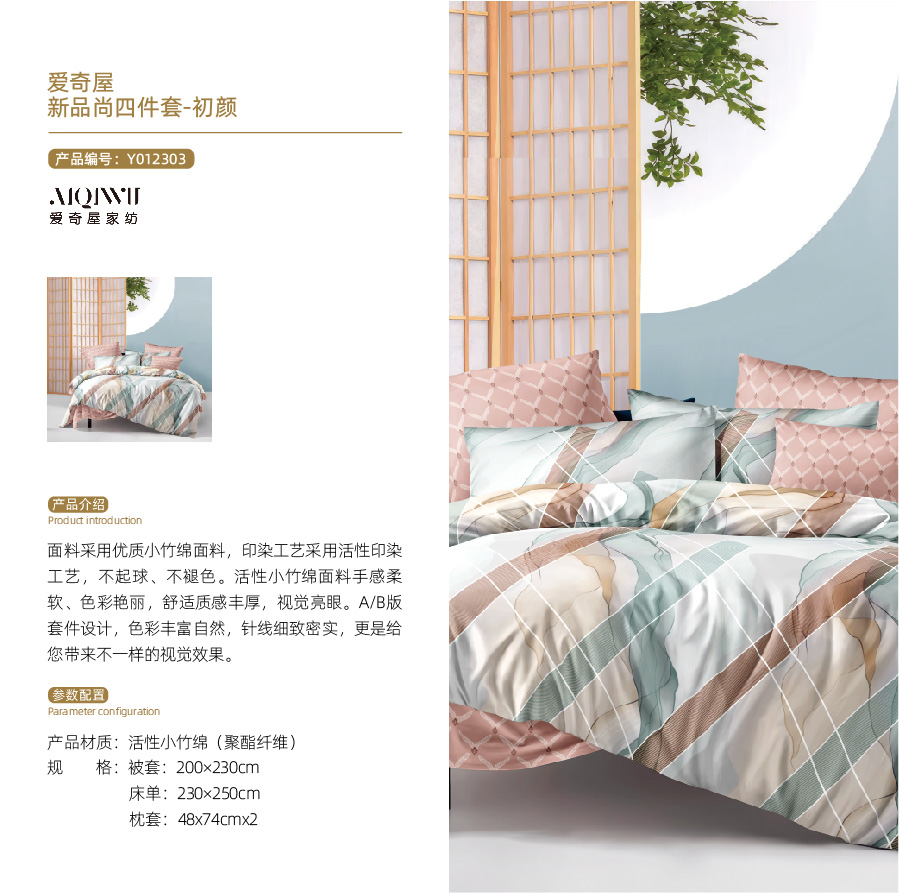 爱奇屋
新品尚四件套-初颜
产品编号：Y012303
AIQIWU
爱奇屋家纺
产品介绍
Product introduction
面料采用优质小竹绵面料，印染工艺采用活性印染
工艺，不起球、不褪色。活性小竹绵面料手感柔
软、色彩艳丽，舒适质感丰厚，视觉亮眼。A/B版
套件设计，色彩丰富自然，针线细致密实，更是给
您带来不一样的视觉效果。
参数配置
Parameter configuration
产品材质：活性小竹绵（聚酯纤维）
规　　格：被套：200×230cm
床单：230×250cm
枕套：48x74cmx2